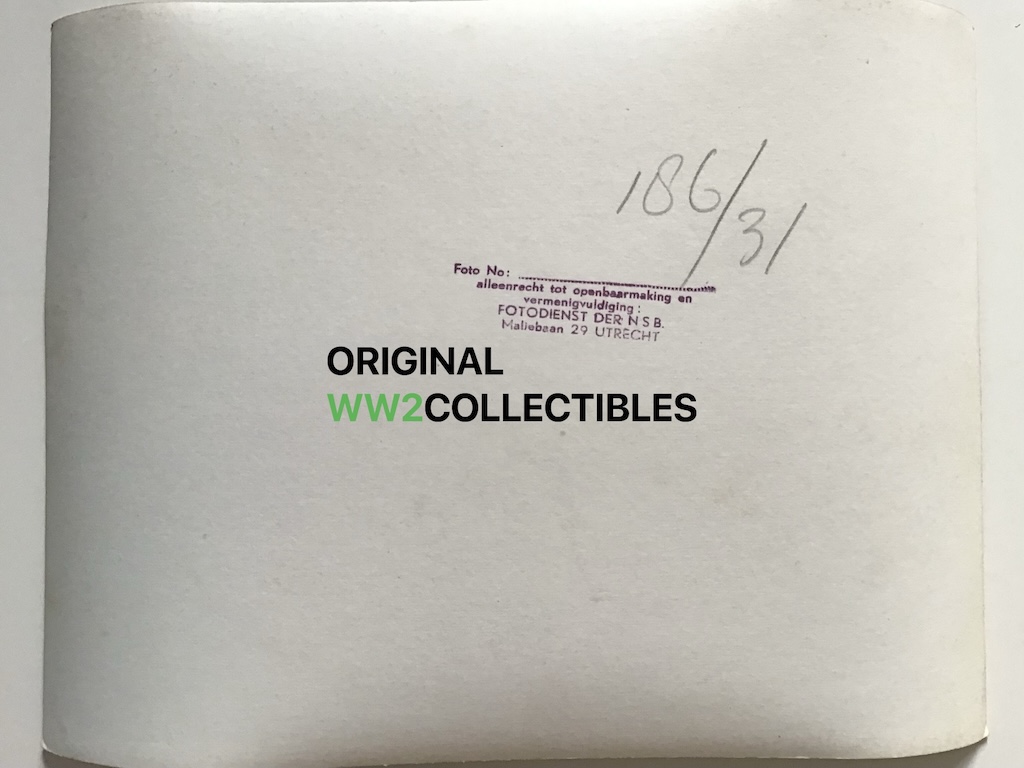 186/31
Foto No:
alleenrecht tot openbaarmaking en
vermenigvuldiging :
FOTODIENST DER N S B.
Maliebaan 29 UTRECHT
ORIGINAL
WW2COLLECTIBLES